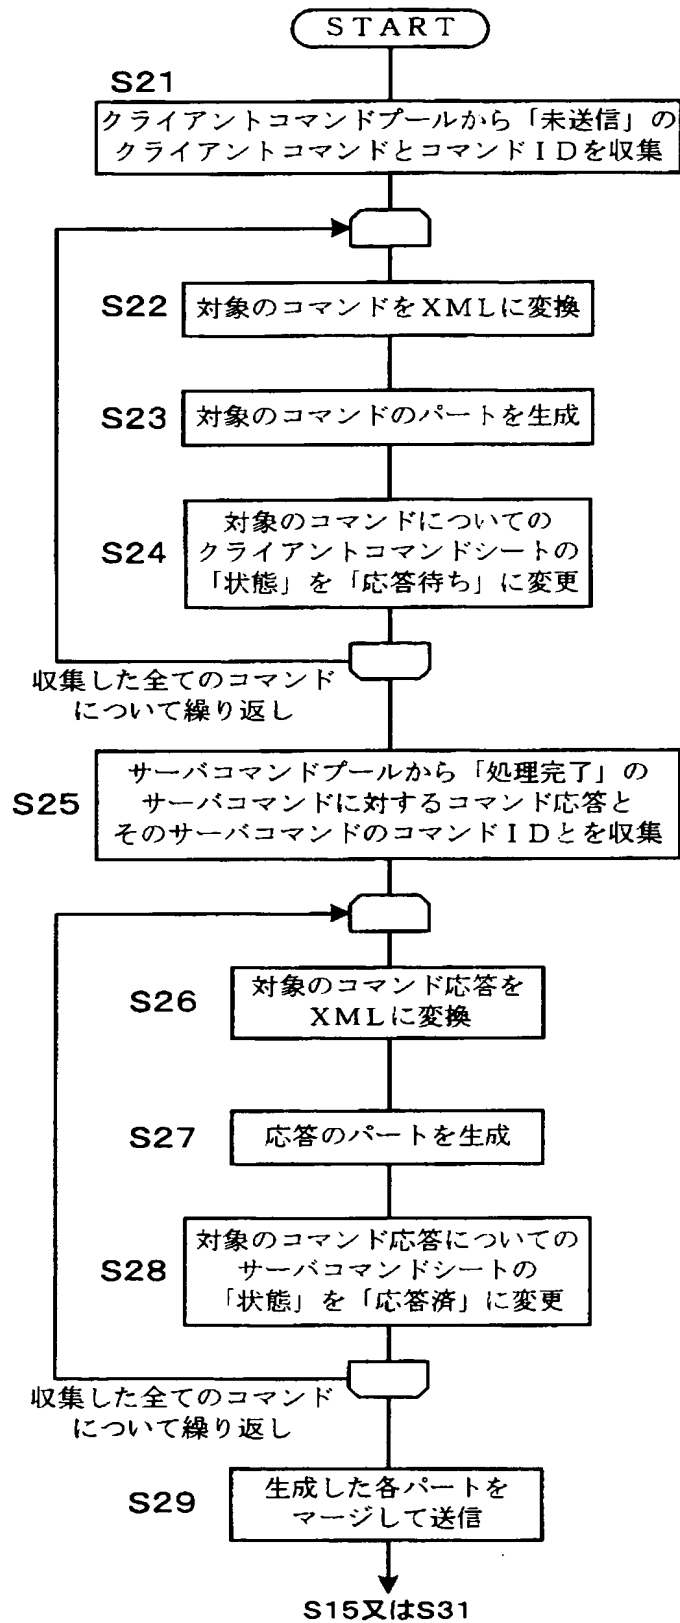 ＳＴＡＲＴ
S21
クライアントコマンドプールから「未送信」の
クライアントコマンドとコマンドＩＤを収集
S22
対象のコマンドをＸＭＬに変換
S23
対象のコマンドのパートを生成
S24
対象のコマンドについての
クライアントコマンドシートの
「状態」を「応答待ち」に変更
収集した全てのコマンド
について繰り返し
S25
サーバコマンドプールから「処理完了」の
サーバコマンドに対するコマンド応答と
そのサーバコマンドのコマンドＩＤとを収集
S26
対象のコマンド応答を
ＸＭＬに変換
S27
応答のパートを生成
S28
対象のコマンド応答についての
サーバコマンドシートの
「状態」を「応答済」に変更
収集した全てのコマンド
について繰り返し
S29
生成した各パートを
マージして送信
S15又はS31